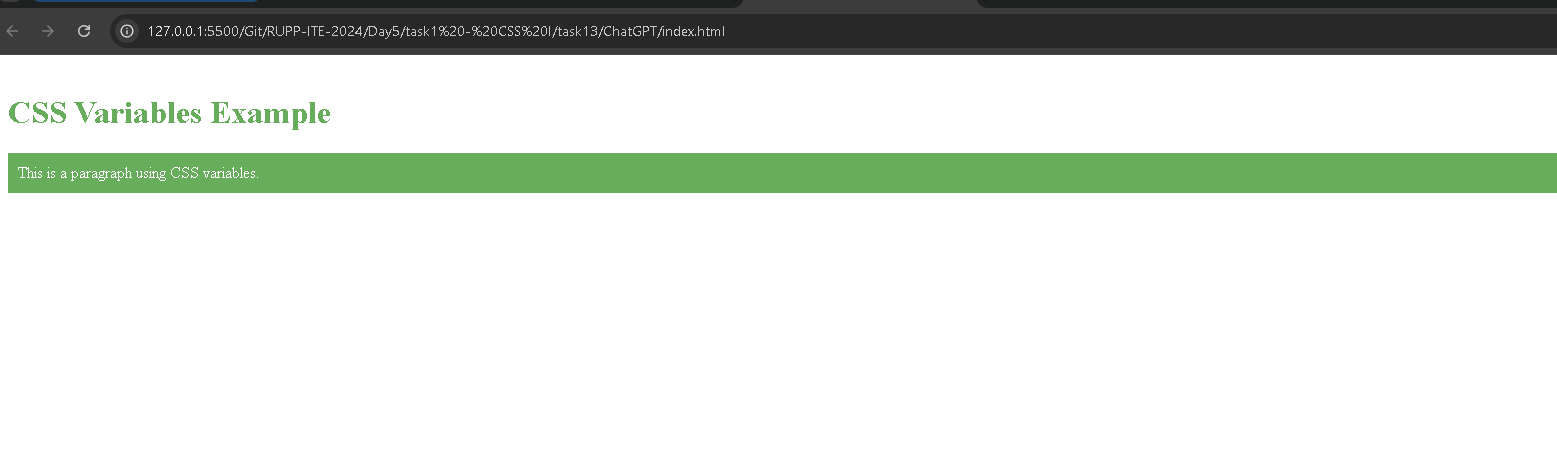 127.0.0.1:5500/Git/RUPP-ITE-2024/Day5/task1%20-%20CSS%20I/task13/ChatGPT/index.html
CSS Variables Example
This is a paragraph using CSS variables.